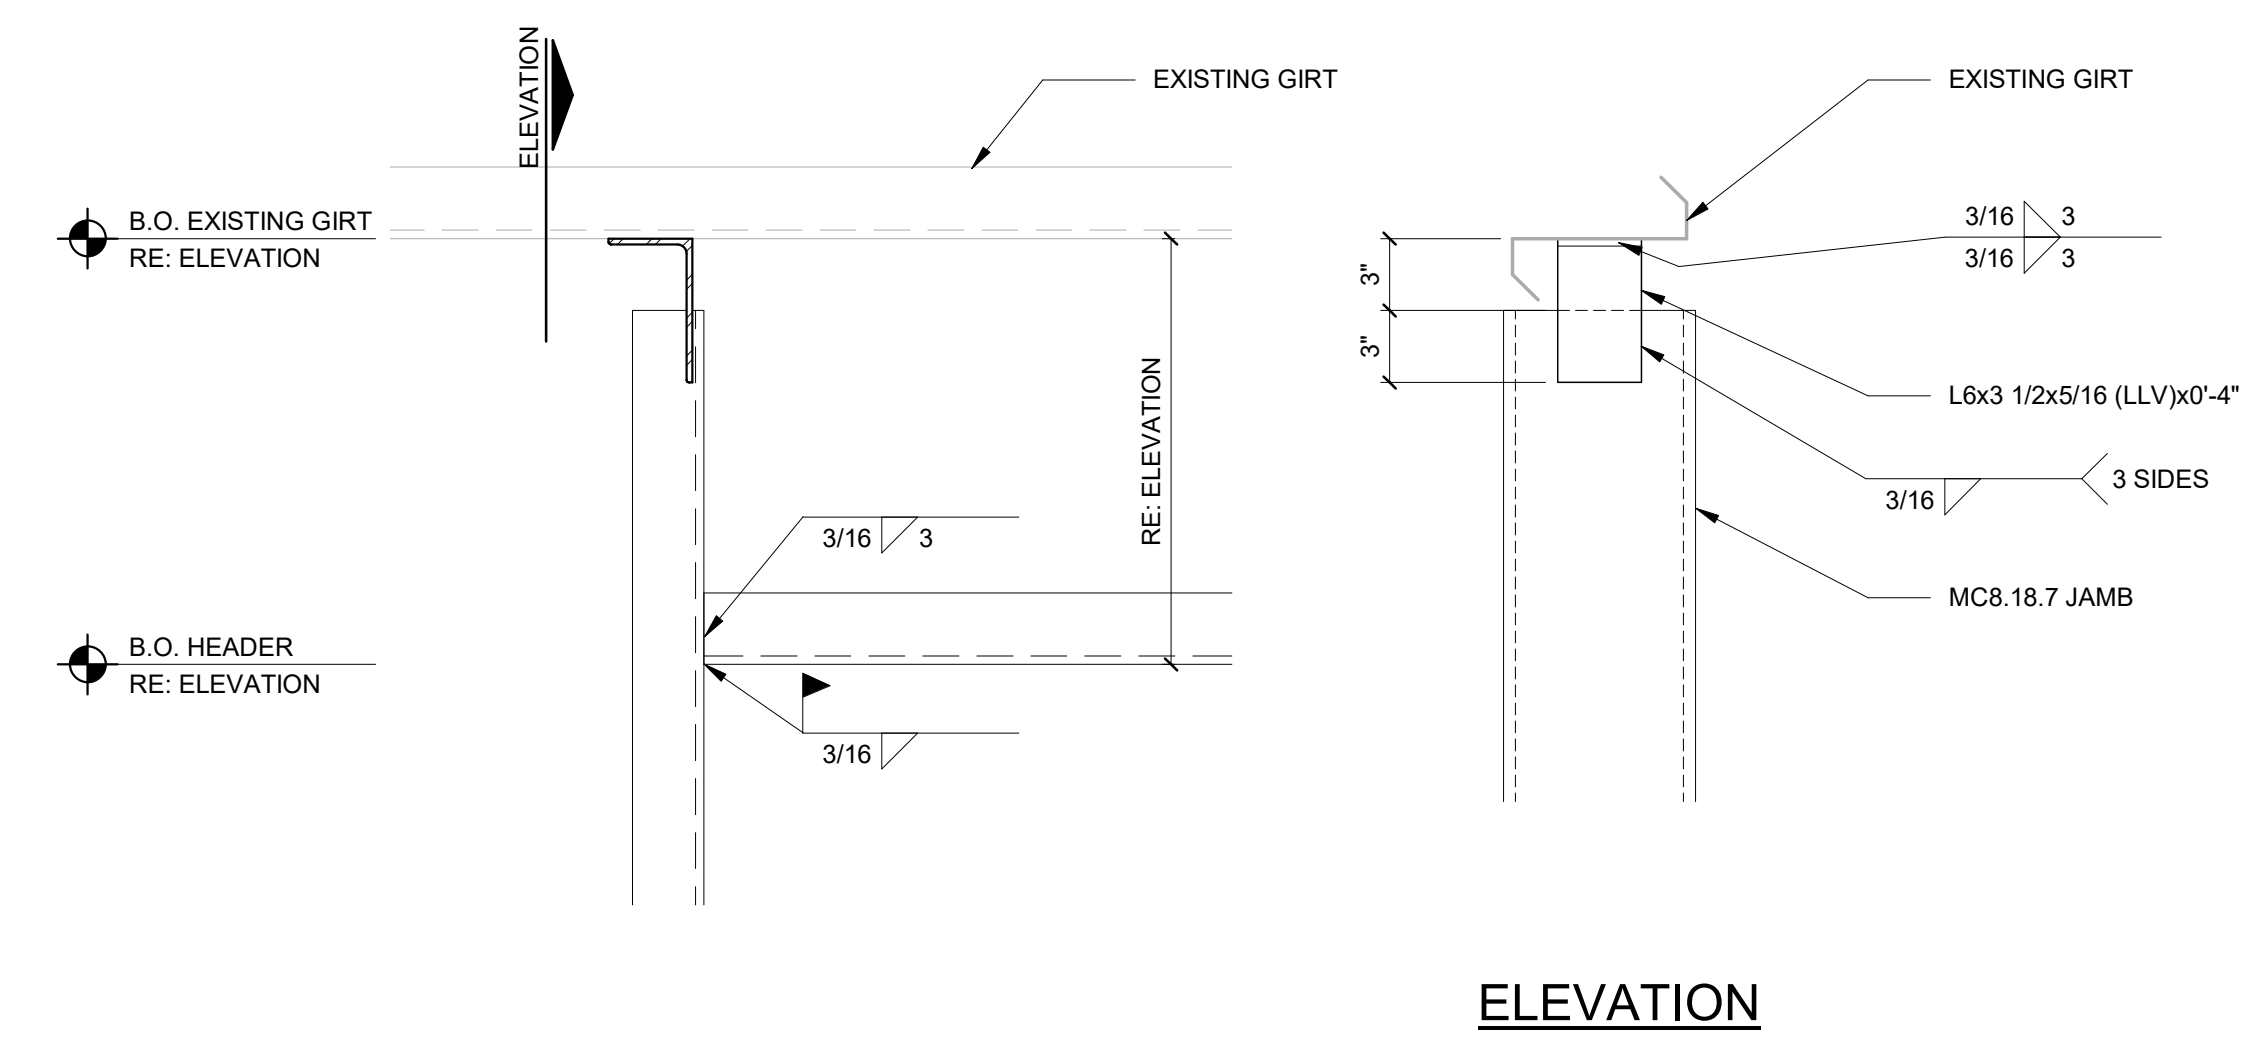 ELEVATION
EXISTING GIRT
B.O. EXISTING GIRT
RE: ELEVATION
RE: ELEVATION
3/16 3
B.O. HEADER
RE: ELEVATION
3/16
EXISTING GIRT
3/16 3
3/16 3
3"
3"
L6x3 1/2x5/16 (LLV)x0'-4"
3/16 3 SIDES
MC8.18.7 JAMB
ELEVATION